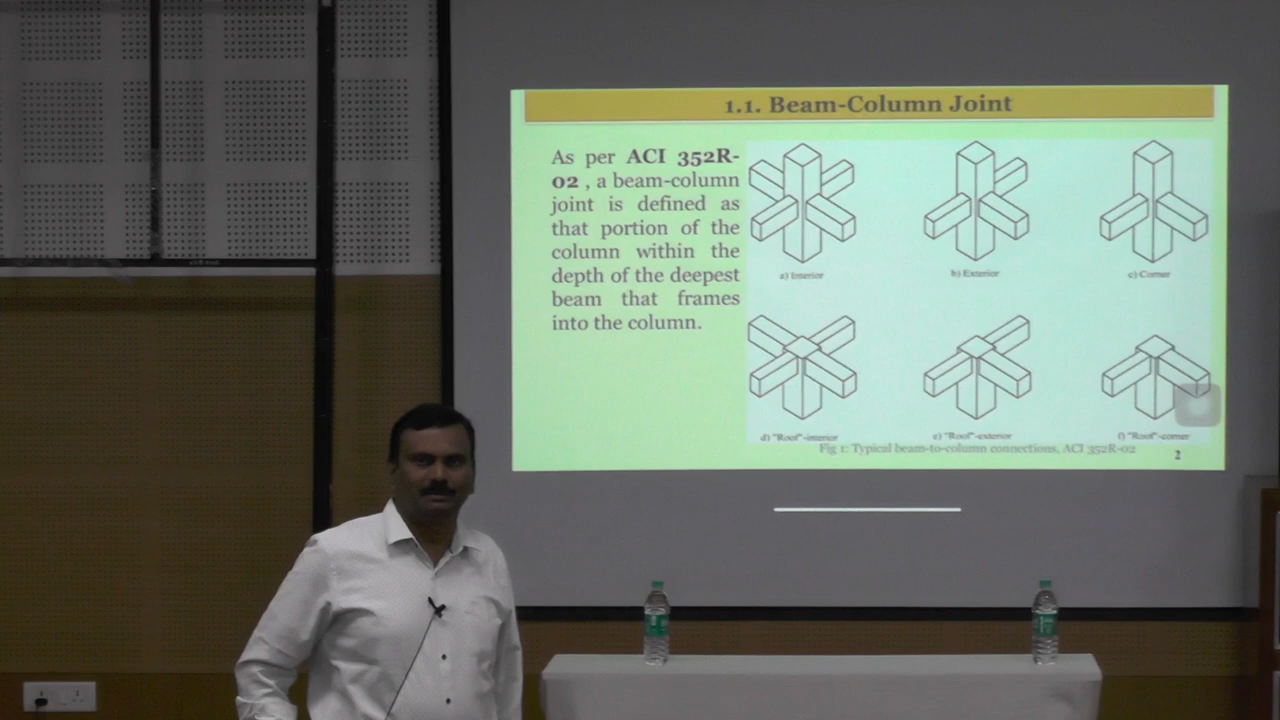 1.1. Beam-Column Joint
As per ACI 352R-
02 , a beam-column
joint is defined as
that portion of the
column within the
depth of the deepest
beam that frames
into the column.
a) Interior
b) Exterior
c) Corner
d) "Roof"-interior
e) "Roof"-exterior
f) "Roof"-corner
Fig 1: Typical beam-to-column connections, ACI 352R-02
2